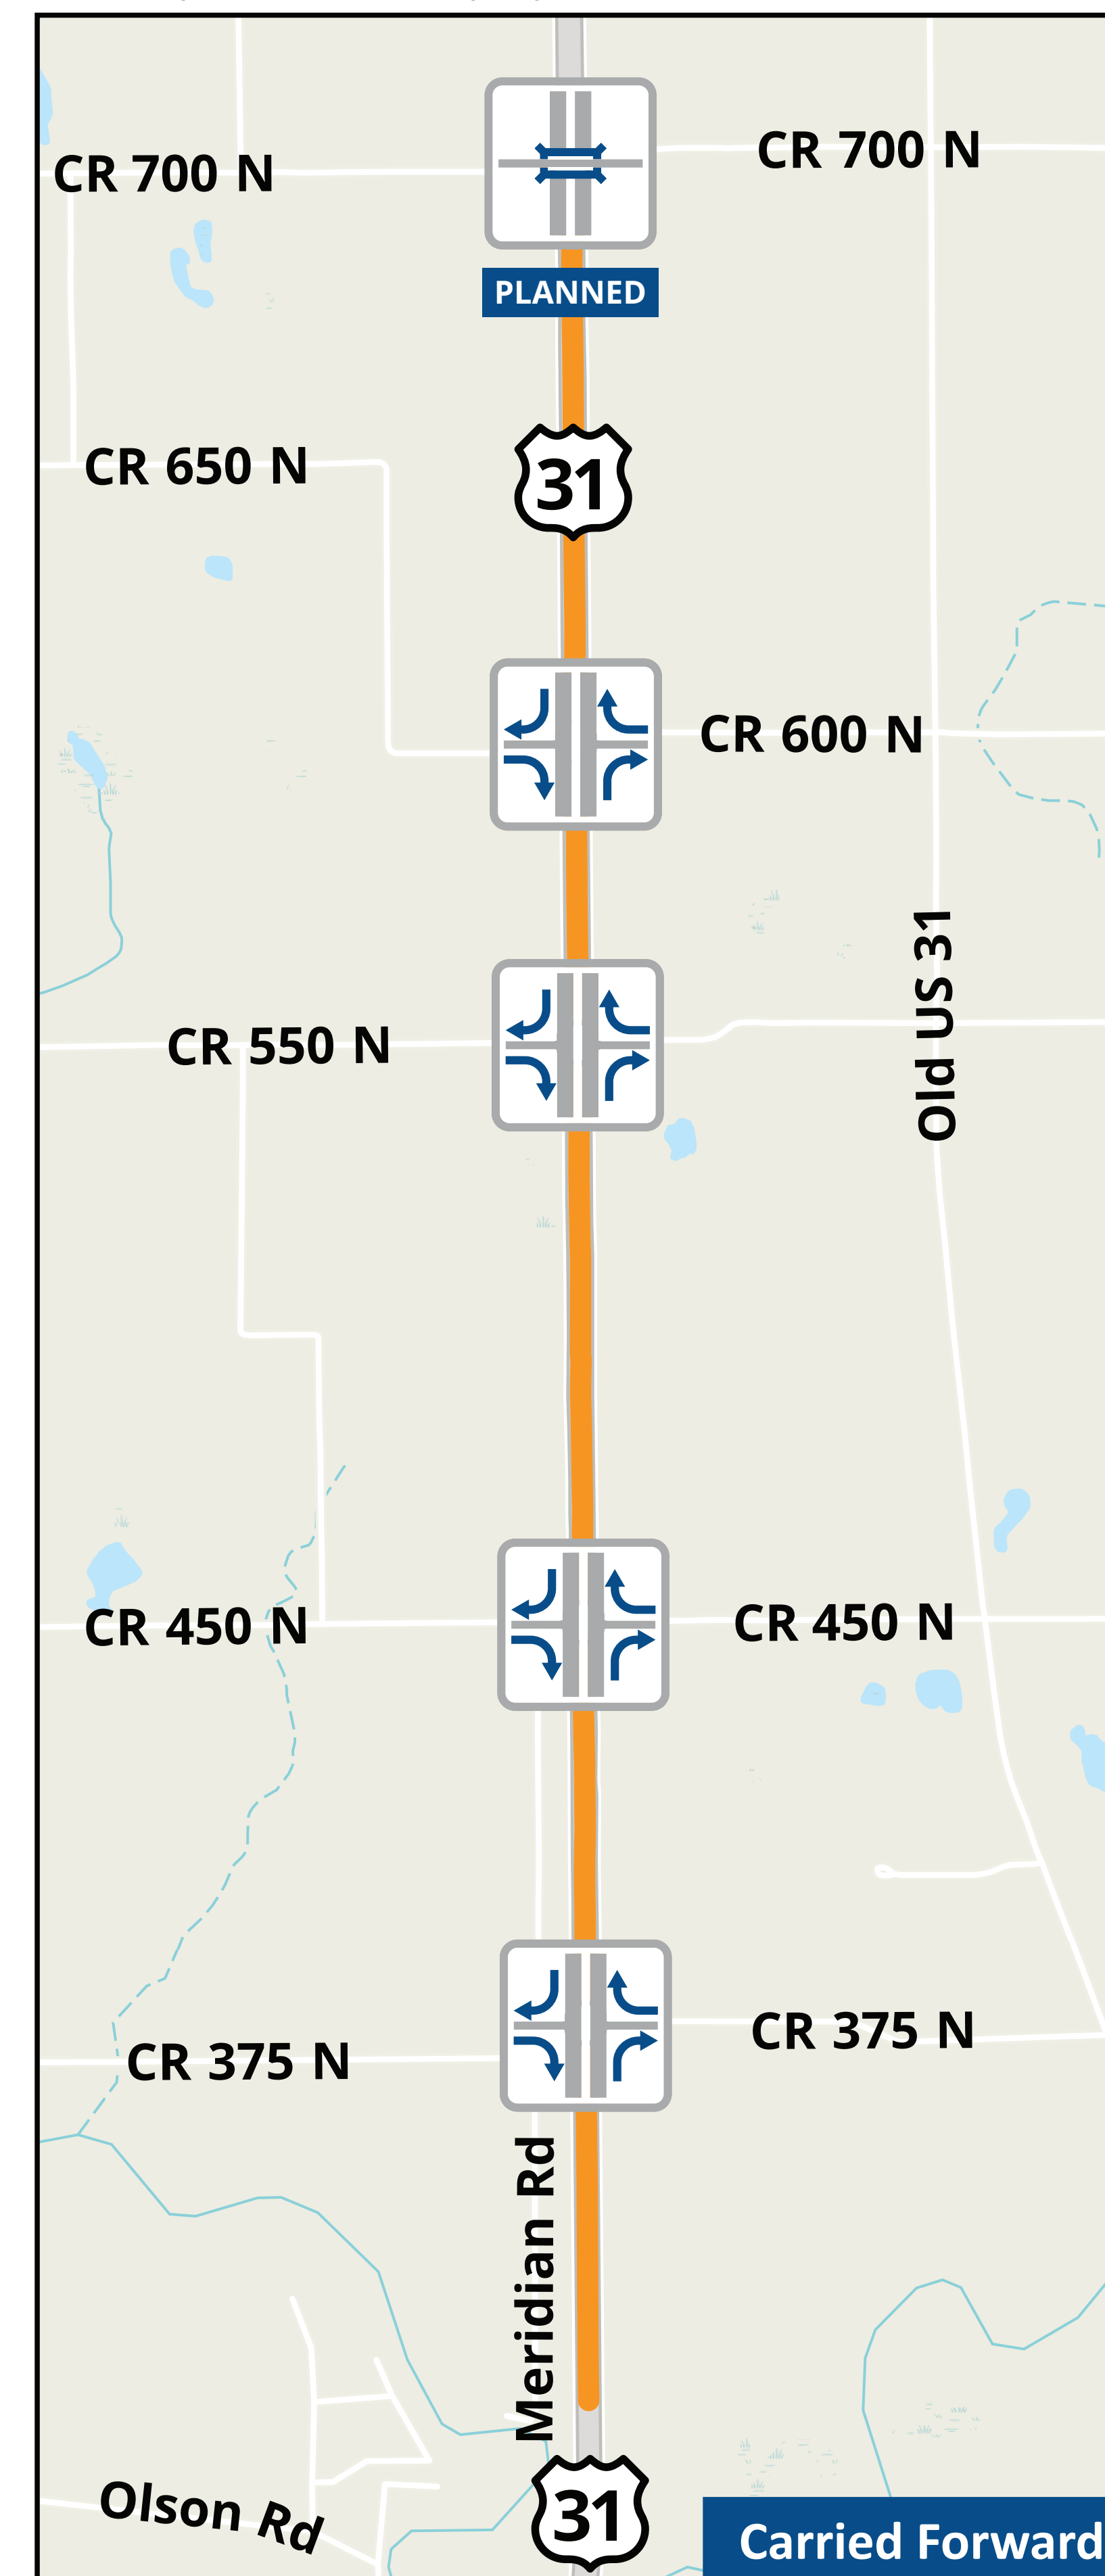 CR 700 N
CR 700 N
PLANNED
CR 650 N
31
CR 600 N
Old US 31
CR 550 N
CR 450 N
CR 450 N
CR 375 N
CR 375 N
Meridian Rd
Olson Rd
31
Carried Forward